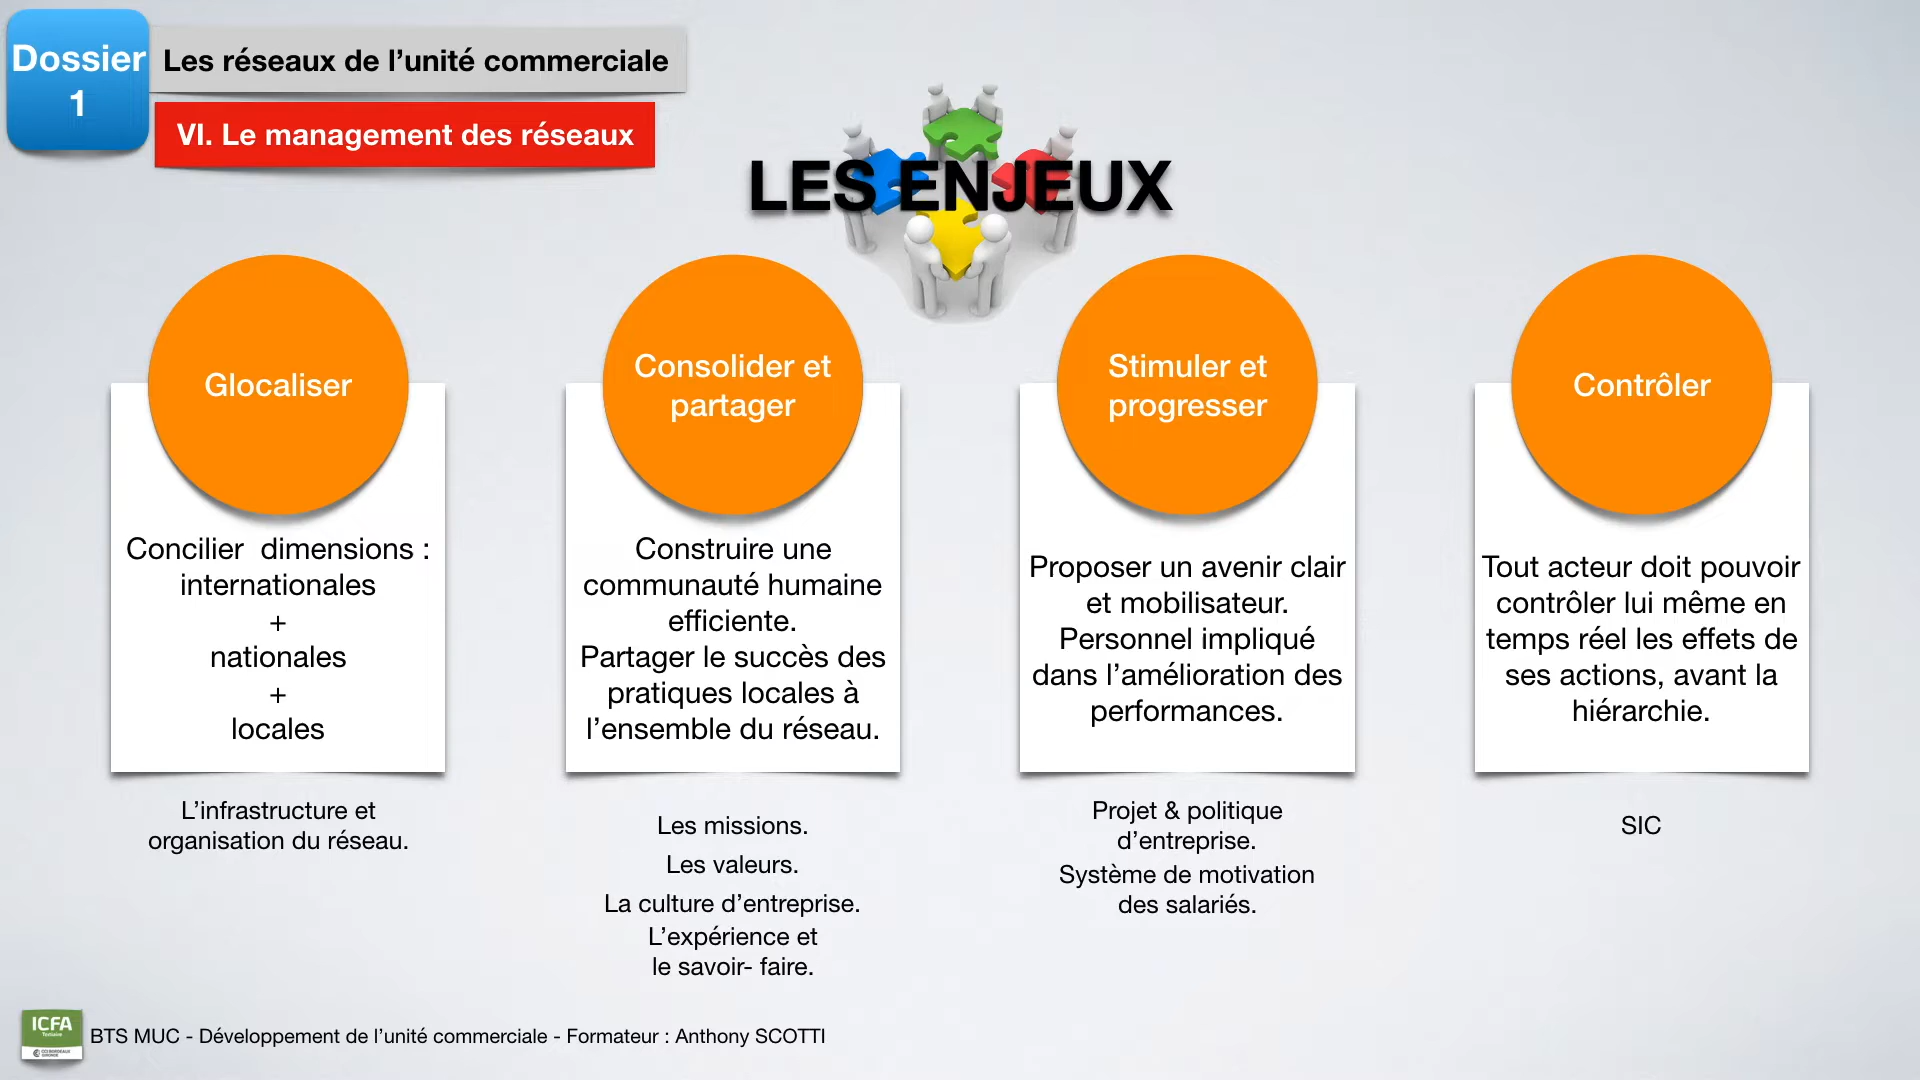 Dossier
1
Les réseaux de l’unité commerciale
VI. Le management des réseaux
LES ENJEUX
Glocaliser
Concilier  dimensions :
internationales
+
nationales
+
locales
L’infrastructure et
organisation du réseau.
Consolider et
partager
Construire une
communauté humaine
efficiente.
Partager le succès des
pratiques locales à
l’ensemble du réseau.
Les missions.
Les valeurs.
La culture d’entreprise.
L’expérience et
le savoir- faire.
Stimuler et
progresser
Proposer un avenir clair
et mobilisateur.
Personnel impliqué
dans l’amélioration des
performances.
Projet & politique
d’entreprise.
Système de motivation
des salariés.
Contrôler
Tout acteur doit pouvoir
contrôler lui même en
temps réel les effets de
ses actions, avant la
hiérarchie.
SIC
ICFA
Tertiaire
CCI BORDEAUX
GIRONDE
BTS MUC - Développement de l’unité commerciale - Formateur : Anthony SCOTTI